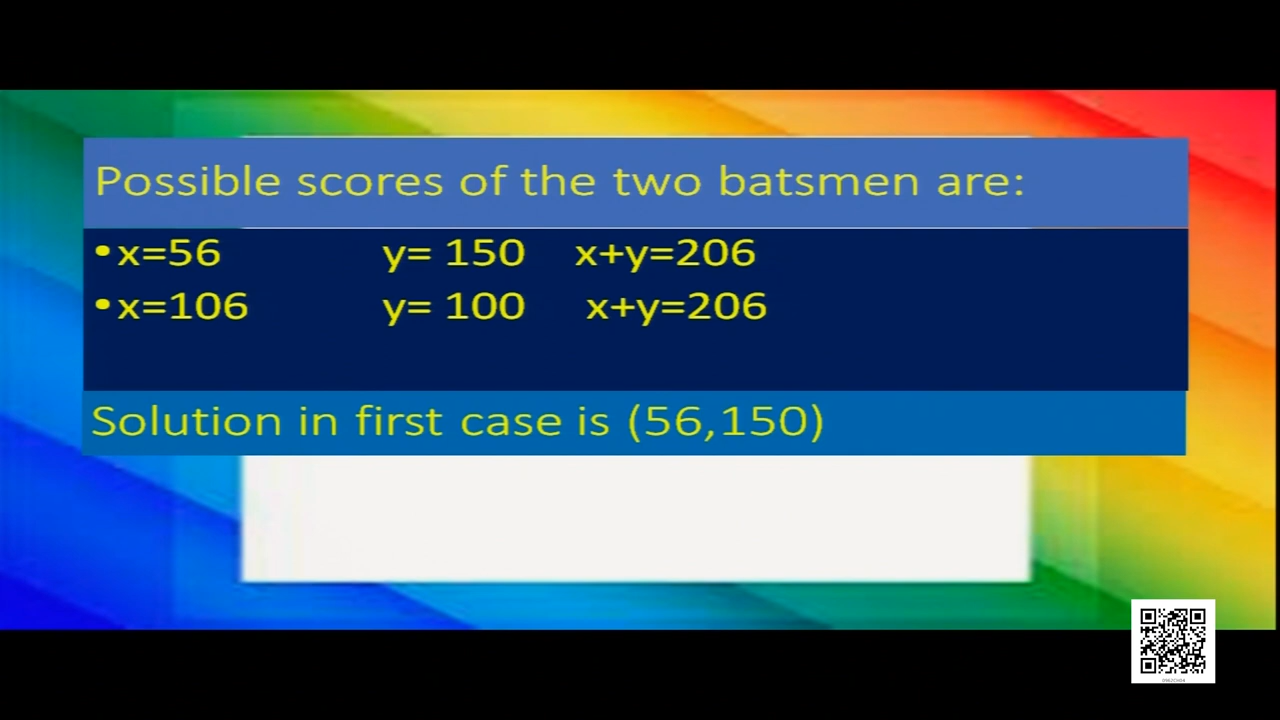 Possible scores of the two batsmen are:
•x=56 y= 150 x+y=206
•x=106 y= 100 x+y=206
Solution in first case is (56,150)